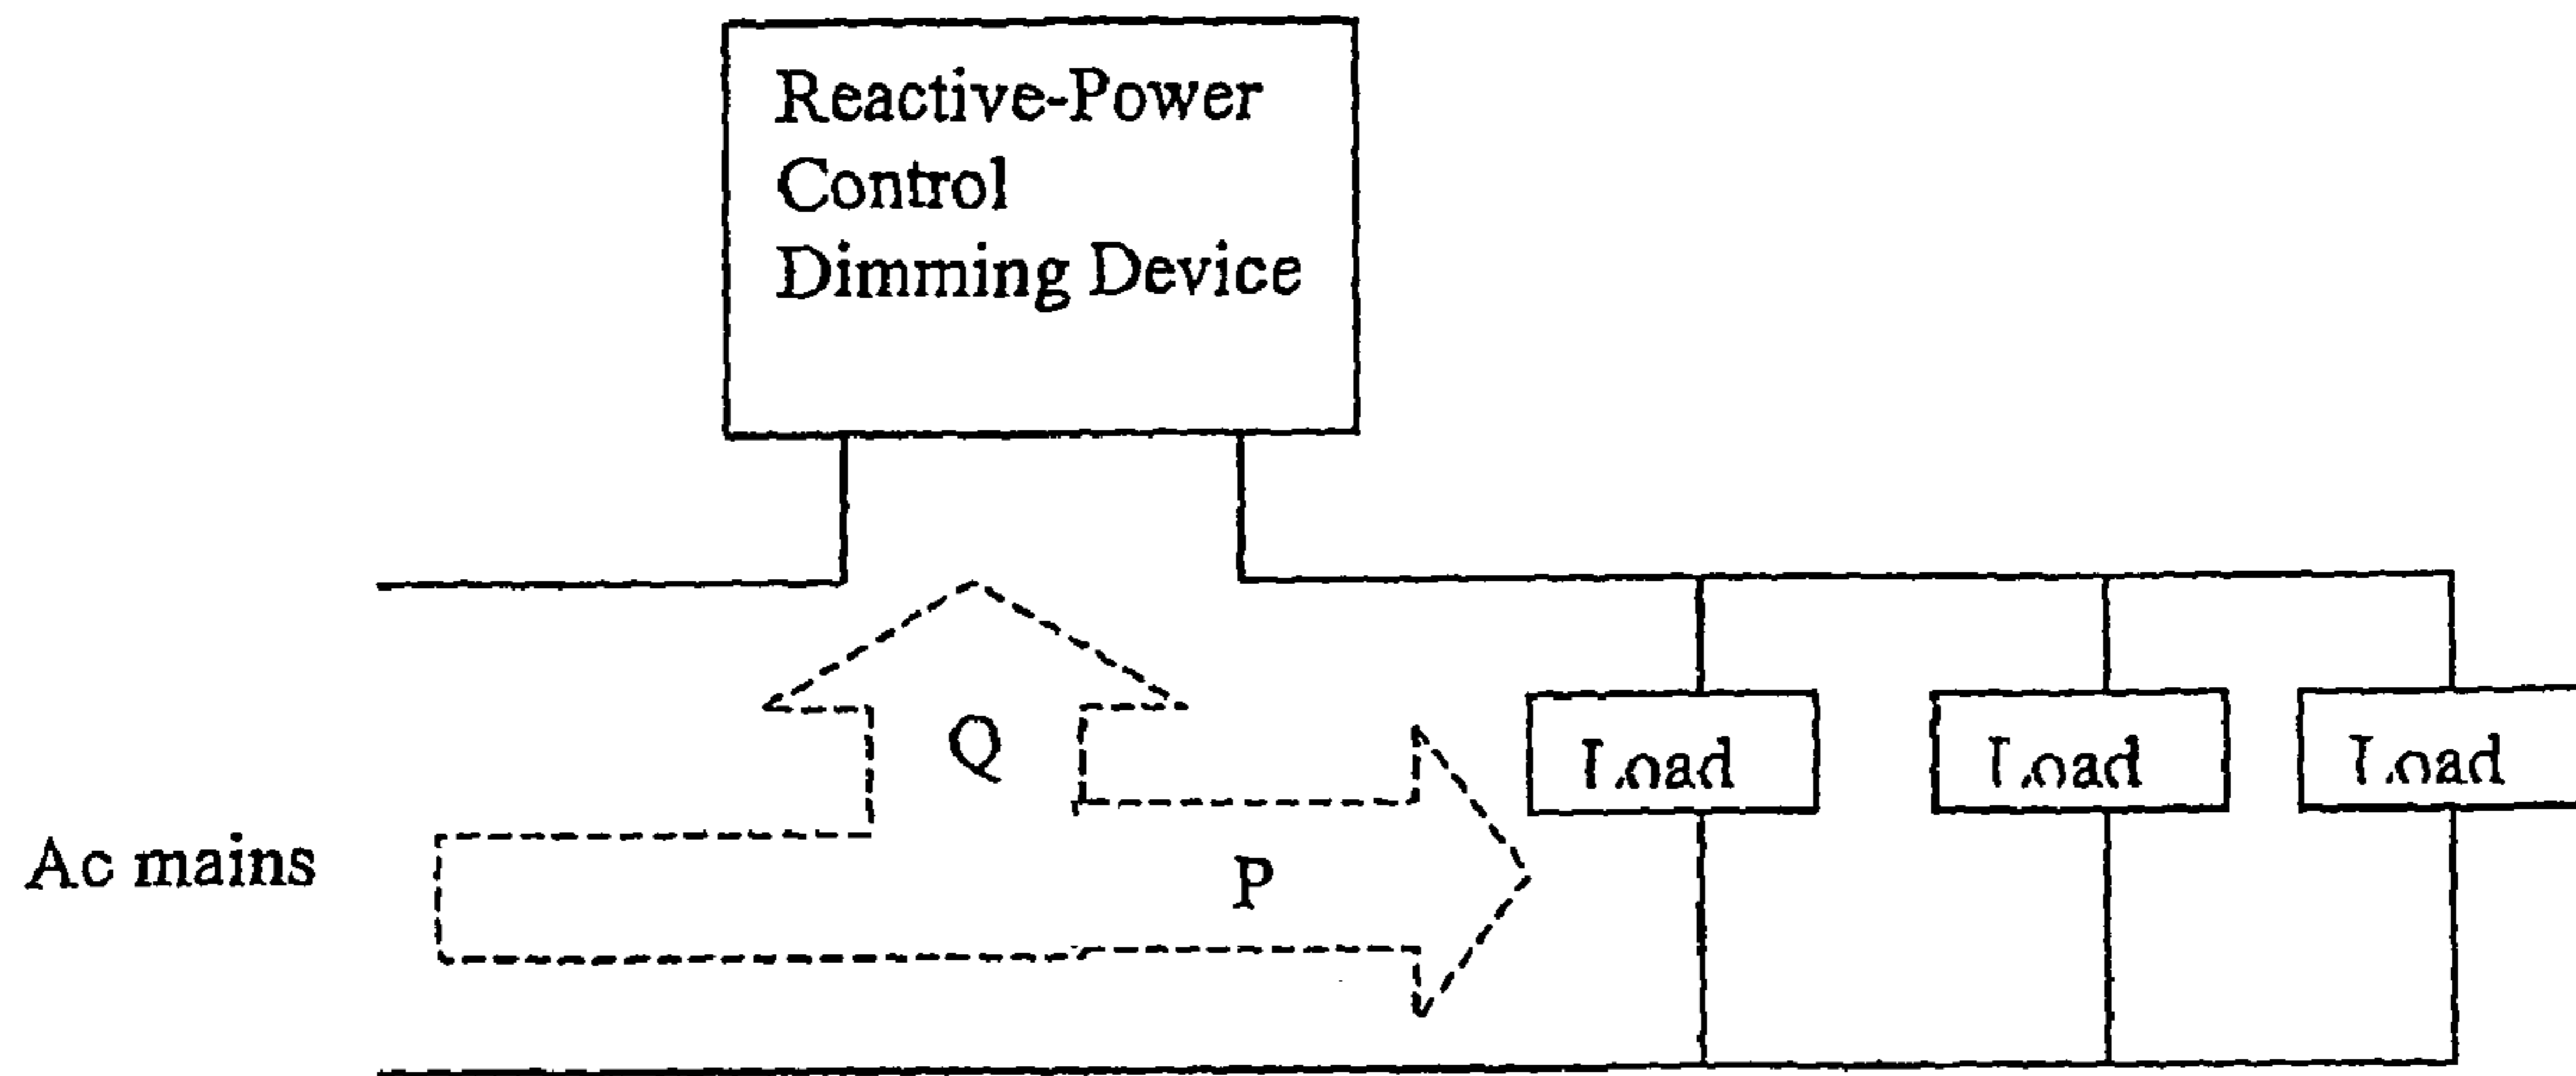 Reactive-Power
Control
Dimming Device
Q
Load
Load
Load
P
Ac mains